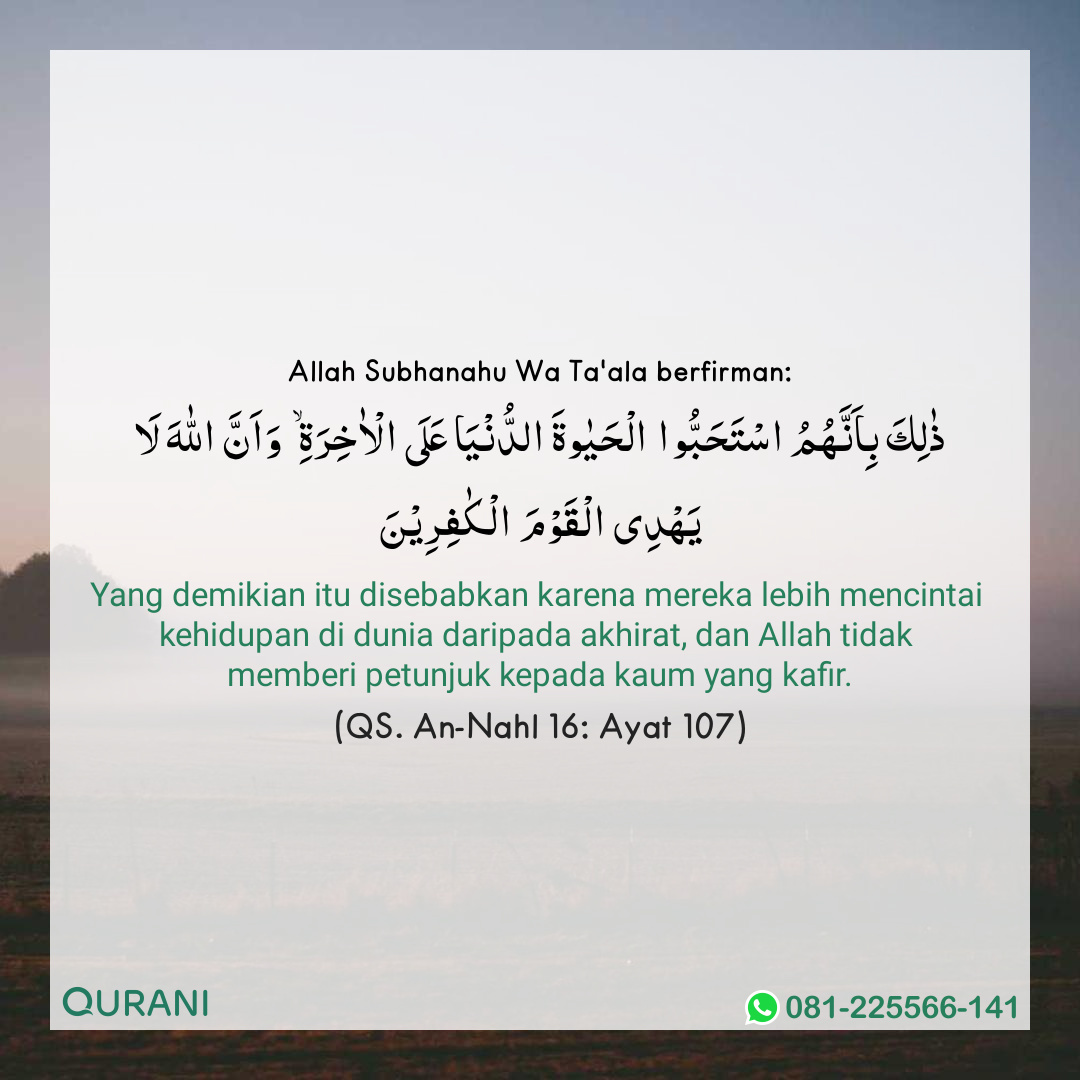 Allah Subhanahu Wa Ta'ala berfirman:
ذٰلِكَ بِاَنَّهُمُ اسْتَحَبُّوا الْحَيٰوةَ الدُّنْيَا عَلَى الْاٰخِرَةِ ۙ وَاَنَّ اللّٰهَ لَا
يَهْدِى الْقَوْمَ الْكٰفِرِيْنَ
Yang demikian itu disebabkan karena mereka lebih mencintai
kehidupan di dunia daripada akhirat, dan Allah tidak
memberi petunjuk kepada kaum yang kafir.
(QS. An-Nahl 16: Ayat 107)
QURANI
081-225566-141